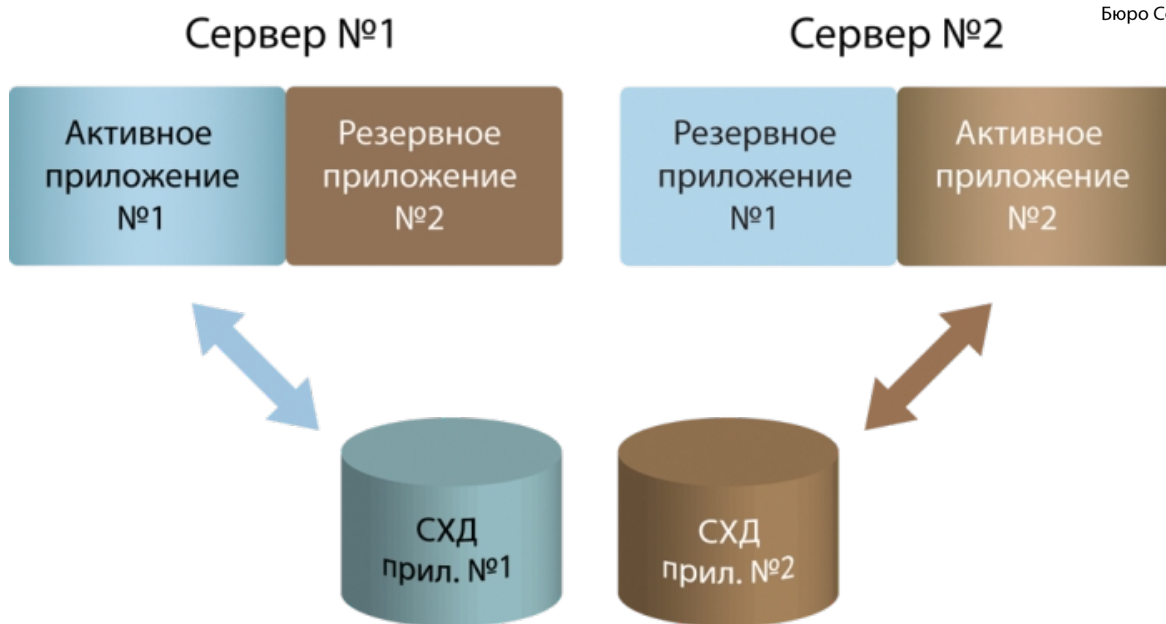 Бюро
Сервер №1
Сервер №2
Активное
приложение
№1
Резервное
приложение
№2
Резервное
приложение
№1
Активное
приложение
№2
СХД
прил. №1
СХД
прил. №2